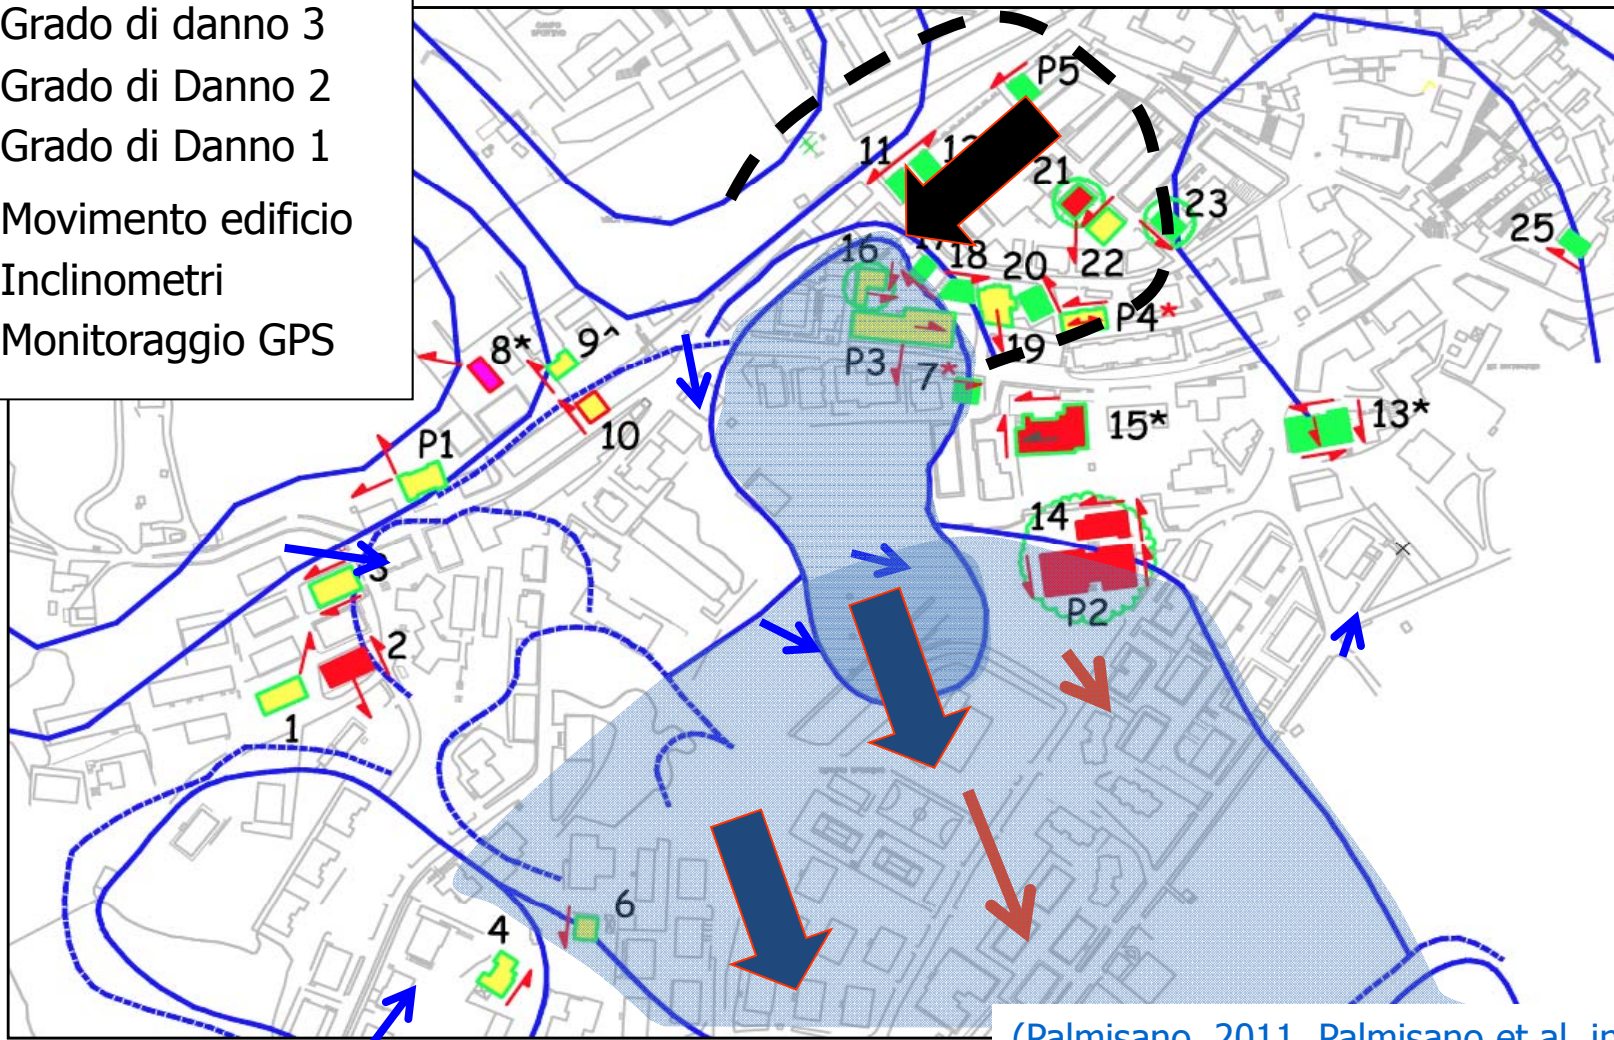 Grado di danno 3
Grado di Danno 2
Grado di Danno 1
Movimento edificio
Inclinometri
Monitoraggio GPS
P5
11
21
23
25
16
18
20
22
P4*
19
8*
9^
P3
7*
10
15*
13*
P1
14
3
P2
2
1
6
4
(Palmisano, 2011, Palmisano et al. in